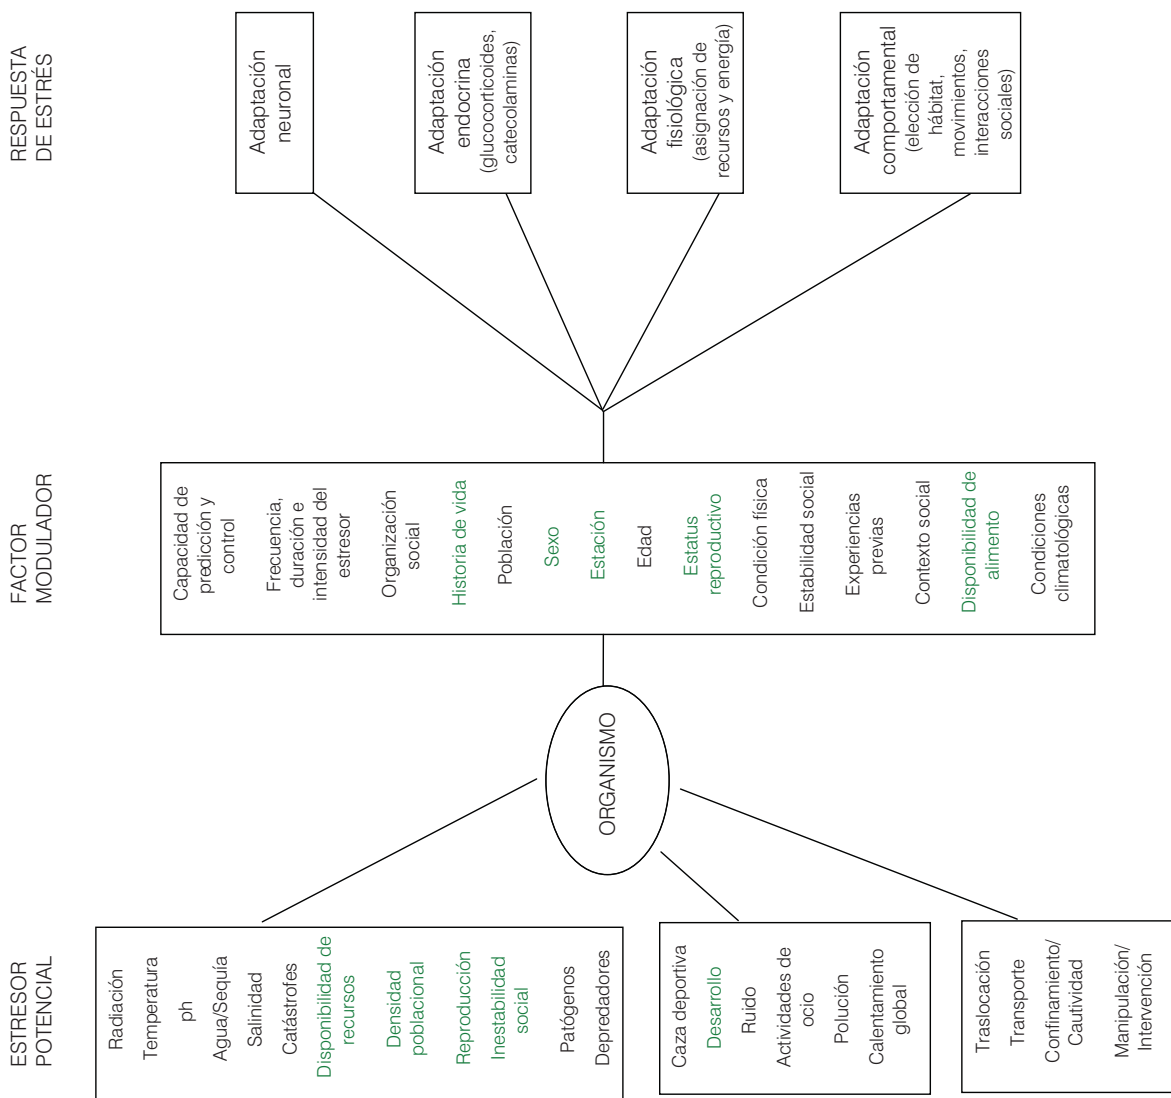 ESTRESOR
POTENCIAL
Radiación
Temperatura
ph
Agua/Sequía
Salinidad
Catástrofes
Disponibilidad de
recursos
Densidad
poblacional
Reproducción
Inestabilidad
social
Patógenos
Depredadores
Caza deportiva
Desarrollo
Ruido
Actividades de
ocio
Polución
Calentamiento
global
Traslocación
Transporte
Confinamiento/
Cautividad
Manipulación/
Intervención
ORGANISMO
FACTOR
MODULADOR
Capacidad de
predicción y
control
Frecuencia,
duración e
intensidad del
estresor
Organización
social
Historia de vida
Población
Sexo
Estación
Edad
Estatus
reproductivo
Condición física
Estabilidad social
Experiencias
previas
Contexto social
Disponibilidad de
alimento
Condiciones
climatológicas
RESPUESTA
DE ESTRÉS
Adaptación
neuronal
Adaptación
endocrina
(glucocorticoides,
catecolaminas)
Adaptación
fisiológica
(asignación de
recursos y energía)
Adaptación
comportamental
(elección de
hábitat,
movimientos,
interacciones
sociales)